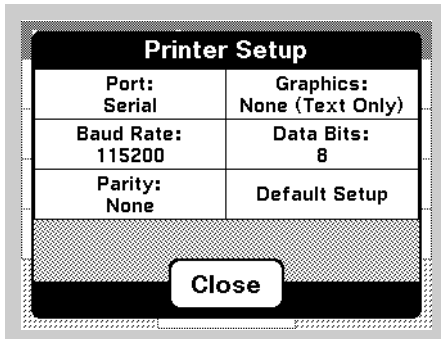 Printer Setup
Port:
Serial
Graphics:
None (Text Only)
Baud Rate:
115200
Data Bits:
8
Parity:
None
Default Setup
Close